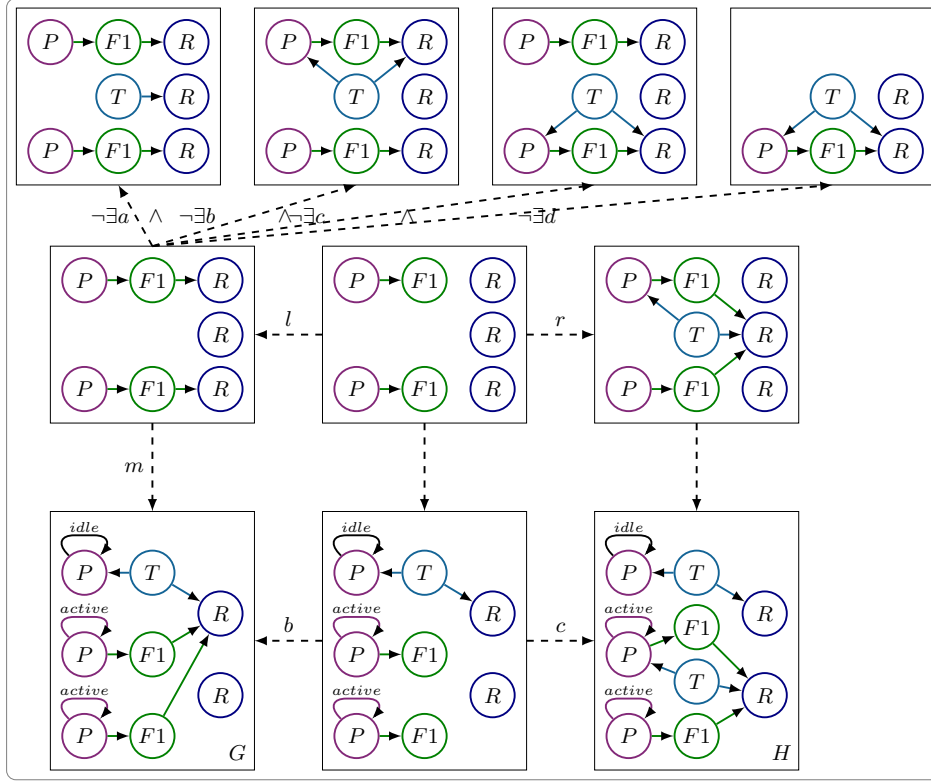 P F1 R P F1 R P F1 R
T R T R T R T R
P F1 R P F1 R P F1 R P F1 R
¬∃a ∧ ¬∃b ∧ ¬∃c ∧ ¬∃d
P F1 R P F1 R P F1 R
R l R r T R
P F1 R P F1 R P F1 R
m
idle idle idle
P T P T P T
R R R
active active active F1
P F1 b P F1 c P
T
R R R
active active active
P F1 P F1 P F1
G H